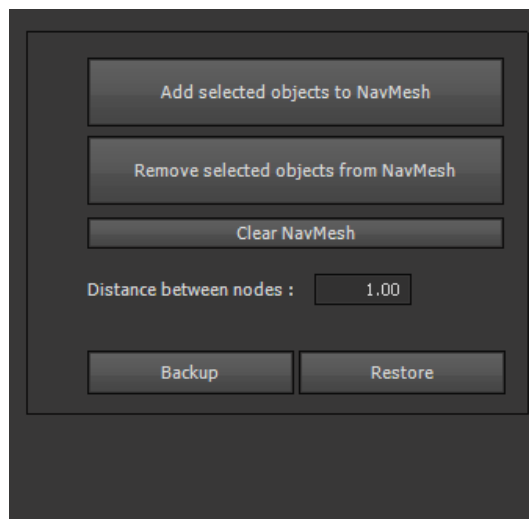 Add selected objects to NavMesh
Remove selected objects from NavMesh
Clear NavMesh
Distance between nodes : 1.00
Backup Restore